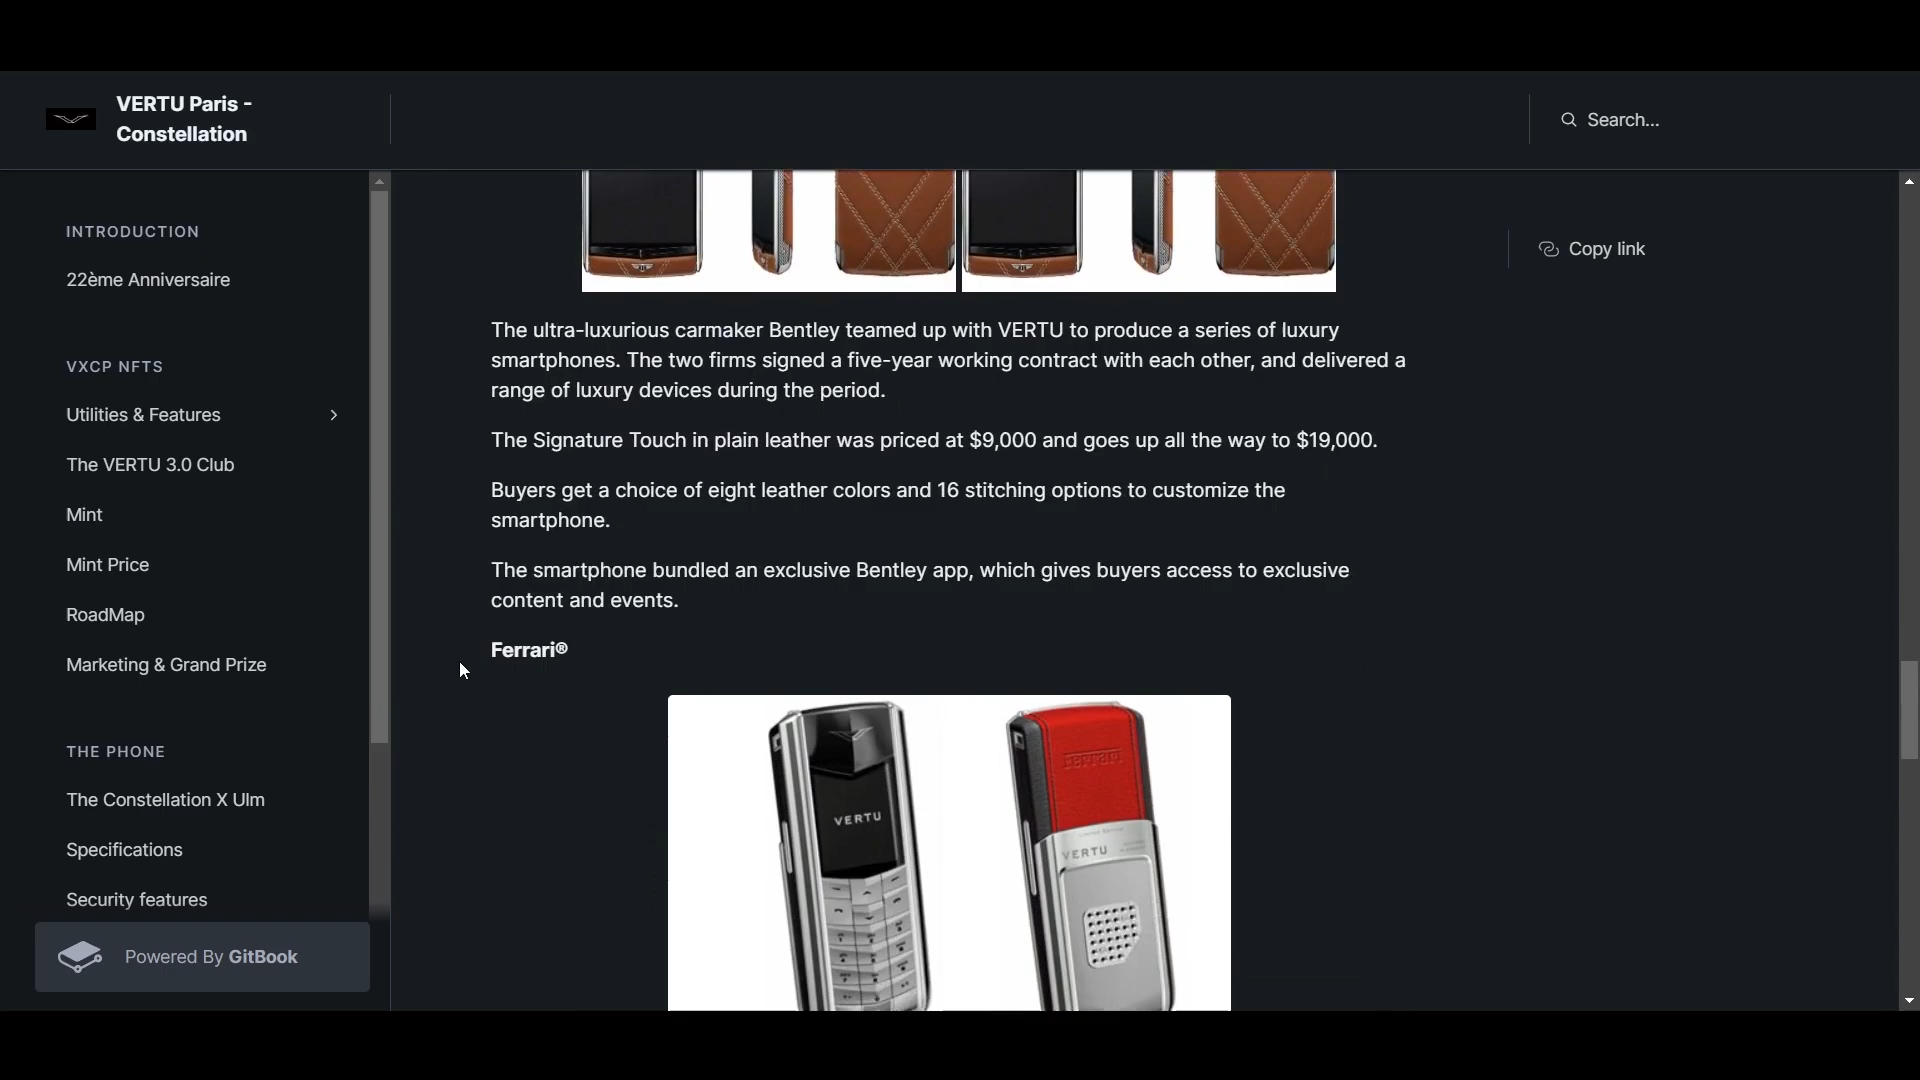 VERTU Paris -
Constellation
Search...
INTRODUCTION
22ème Anniversaire
VXCP NFTS
Utilities & Features
The VERTU 3.0 Club
Mint
Mint Price
RoadMap
Marketing & Grand Prize
THE PHONE
The Constellation X Ulm
Specifications
Security features
Powered By GitBook
Copy link
The ultra-luxurious carmaker Bentley teamed up with VERTU to produce a series of luxury
smartphones. The two firms signed a five-year working contract with each other, and delivered a
range of luxury devices during the period.
The Signature Touch in plain leather was priced at $9,000 and goes up all the way to $19,000.
Buyers get a choice of eight leather colors and 16 stitching options to customize the
smartphone.
The smartphone bundled an exclusive Bentley app, which gives buyers access to exclusive
content and events.
Ferrari®
VERTU
Ferrari
VERTU